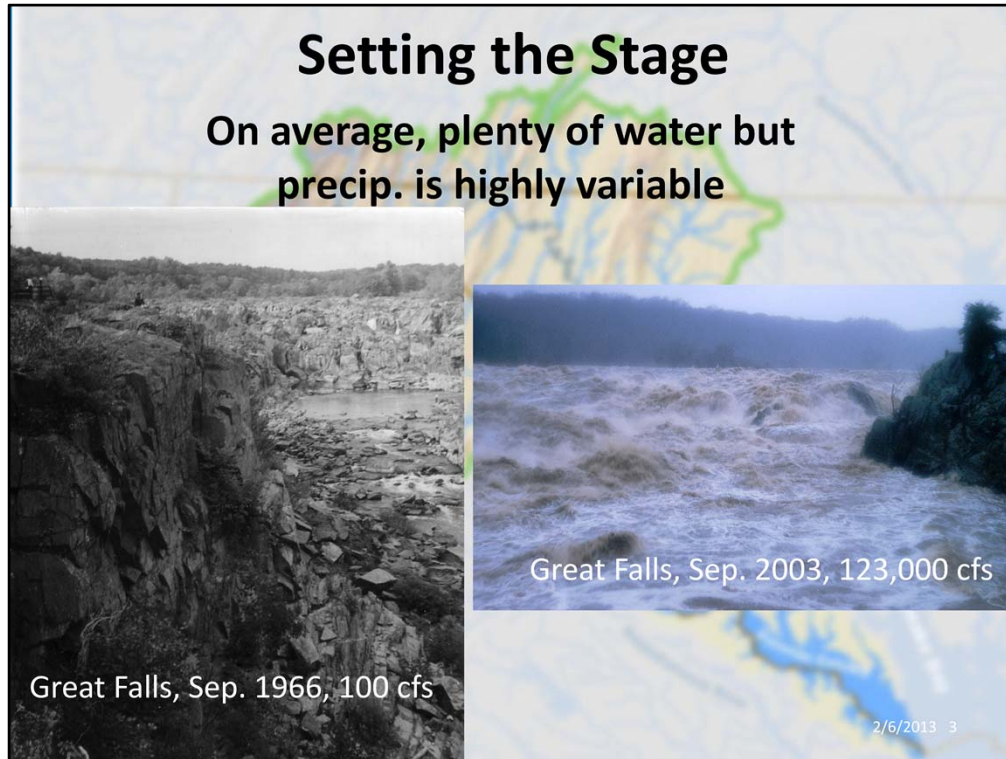 Setting the Stage
On average, plenty of water but
precip. is highly variable
Great Falls, Sep. 2003, 123,000 cfs
Great Falls, Sep. 1966, 100 cfs
2/6/2013 3